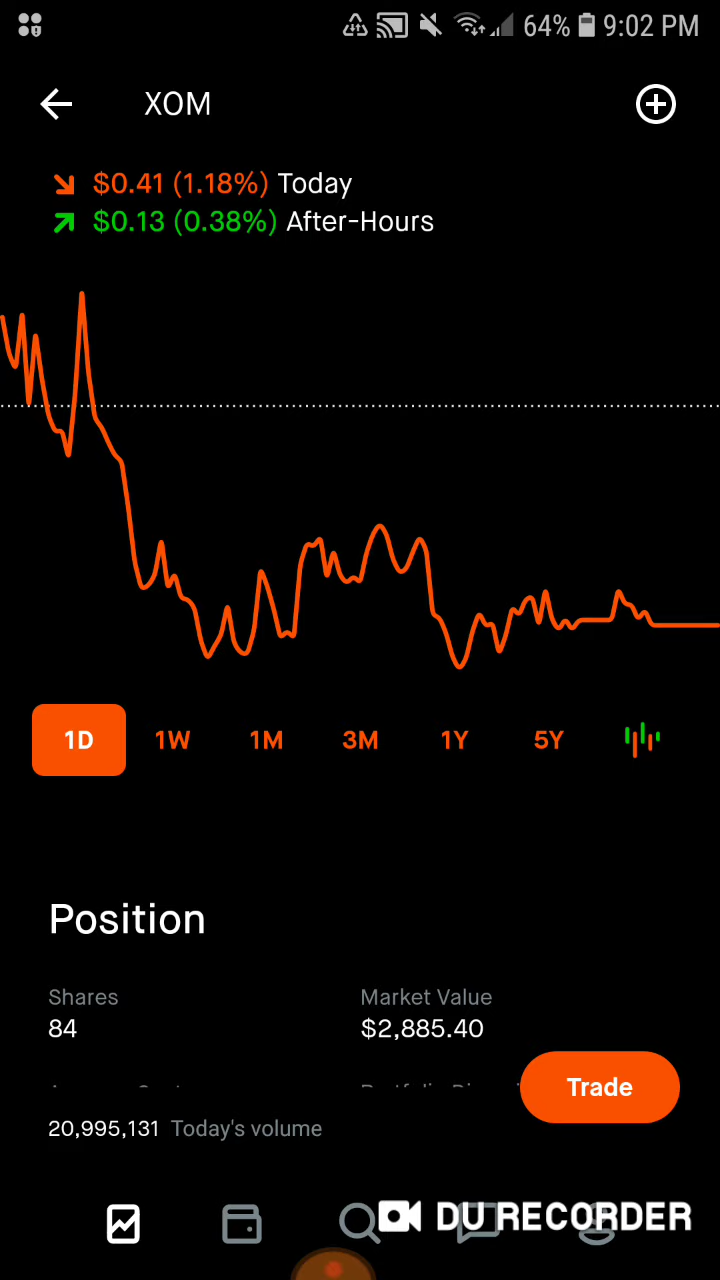 64% 9:02 PM
XOM
$0.41 (1.18%) Today
$0.13 (0.38%) After-Hours
1D 1W 1M 3M 1Y 5Y
Position
Shares Market Value
84 $2,885.40
Trade
20,995,131 Today's volume
DU RECORDER